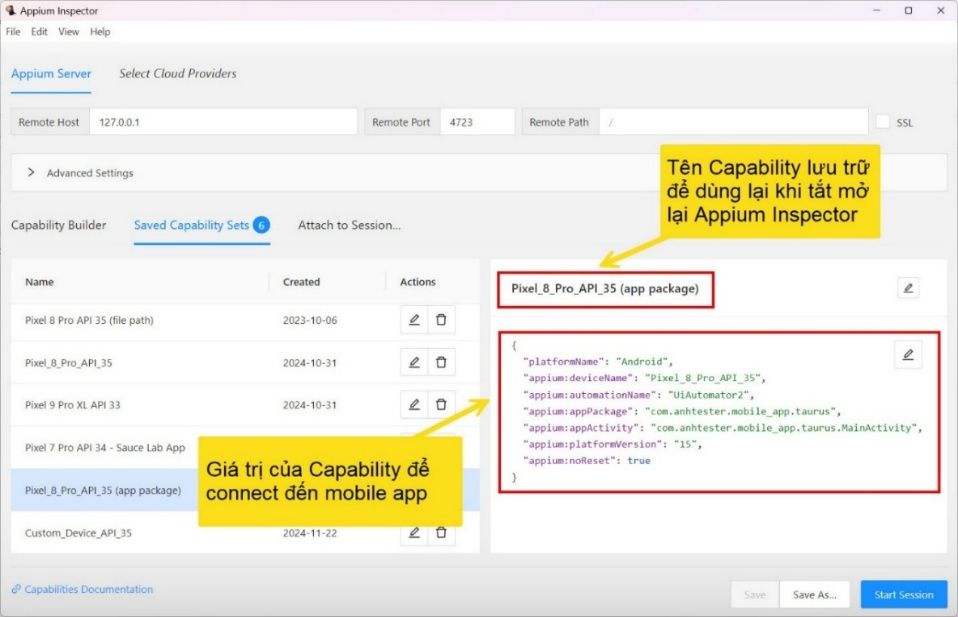 Appium Inspector
File Edit View Help
Appium Server Select Cloud Providers
Remote Host 127.0.0.1 Remote Port 4723 Remote Path / SSL
Advanced Settings
Tên Capability lưu trữ
để dùng lại khi tắt mở
lại Appium Inspector
Capability Builder Saved Capability Sets 6 Attach to Session...
Name Created Actions
Pixel 8 Pro API 35 (file path) 2023-10-06
Pixel_8_Pro_API_35 2024-10-31
Pixel 9 Pro XL API 33 2024-10-31
Pixel 7 Pro API 34 - Sauce Lab App
Pixel_8_Pro_API_35 (app package)
Custom_Device_API_35 2024-11-22
Giá trị của Capability để
connect đến mobile app
Pixel_8_Pro_API_35 (app package)
{
"platformName": "Android",
"appium:deviceName": "Pixel_8_Pro_API_35",
"appium:automationName": "UiAutomator2",
"appium:appPackage": "com.anhtester.mobile_app.taurus",
"appium:appActivity": "com.anhtester.mobile_app.taurus.MainActivity",
"appium:platformVersion": "15",
"appium:noReset": true
}
Capabilities Documentation
Save Save As... Start Session